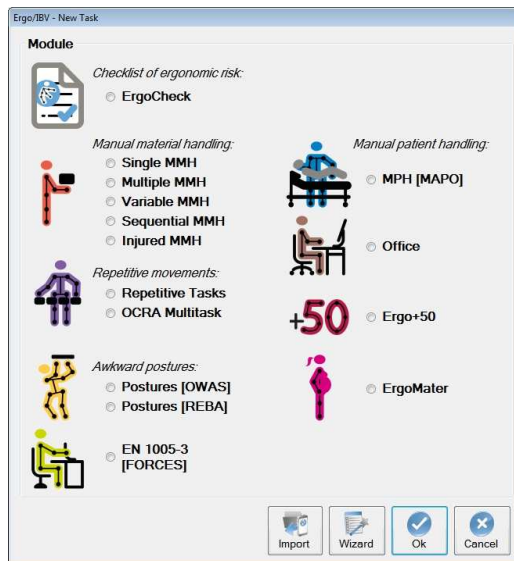 Ergo/IBV - New Task
Module
Checklist of ergonomic risk:
ErgoCheck
Manual material handling:
Single MMH
Multiple MMH
Variable MMH
Sequential MMH
Injured MMH
Repetitive movements:
Repetitive Tasks
OCRA Multitask
Awkward postures:
Postures [OWAS]
Postures [REBA]
EN 1005-3
[FORCES]
Manual patient handling:
MPH [MAPO]
Office
+50
Ergo+50
ErgoMater
Import
Wizard
Ok
Cancel